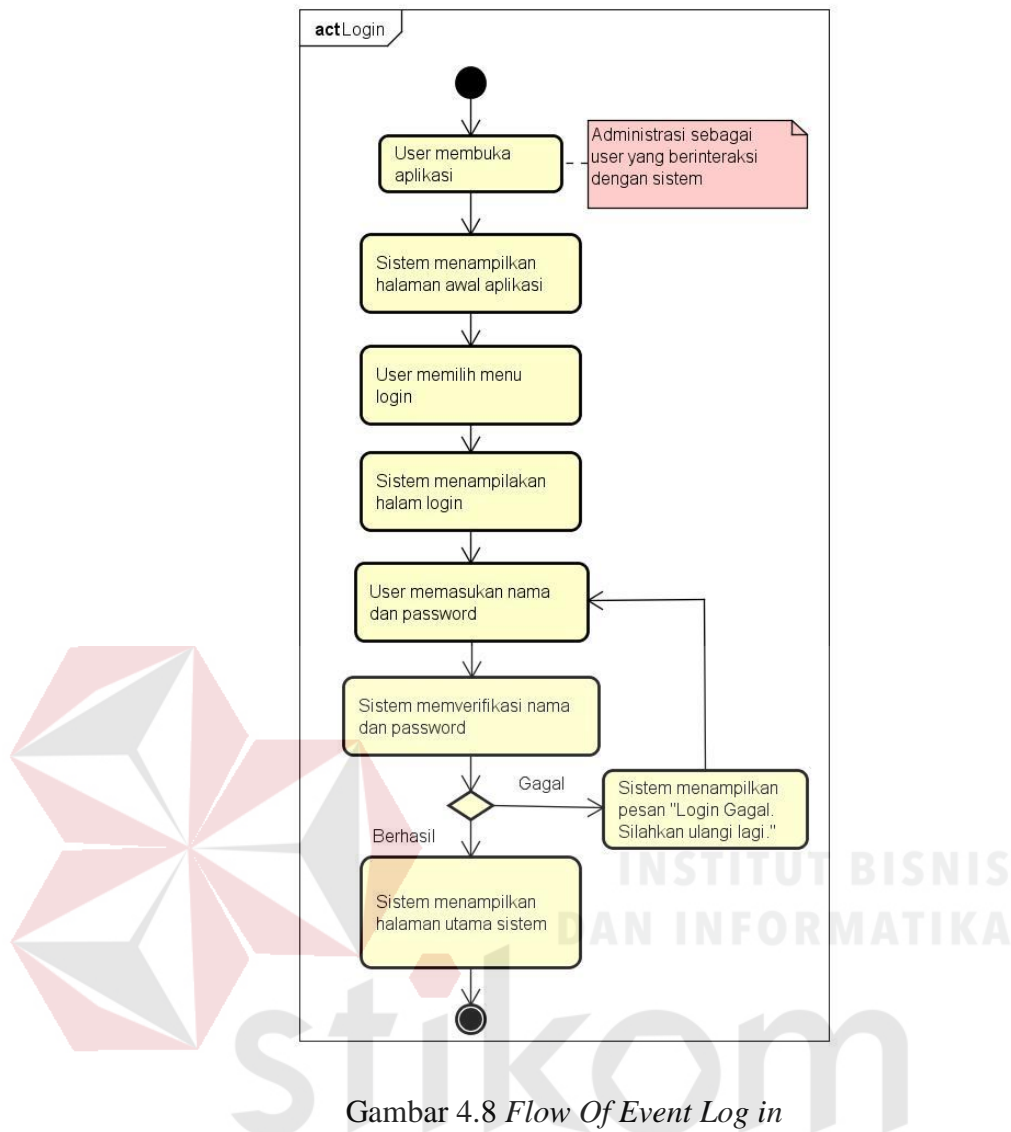 act Login
User membuka
aplikasi
Administrasi sebagai
user yang berinteraksi
dengan sistem
Sistem menampilkan
halaman awal aplikasi
User memilih menu
login
Sistem menampilakan
halam login
User memasukan nama
dan password
Sistem memverifikasi nama
dan password
Gagal
Sistem menampilkan
pesan "Login Gagal.
Silahkan ulangi lagi."
Berhasil
Sistem menampilkan
halaman utama sistem
INSTITUT BISNIS
DAN INFORMATIKA
stikom
Gambar 4.8 Flow Of Event Log in